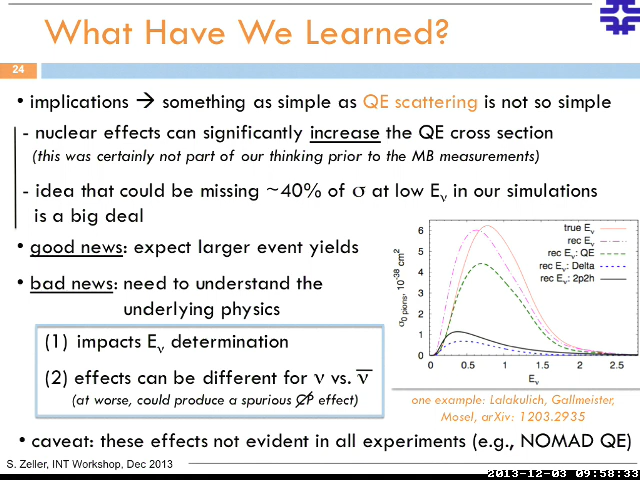 What Have We Learned?
24
• implications → something as simple as QE scattering is not so simple
- nuclear effects can significantly increase the QE cross section
(this was certainly not part of our thinking prior to the MB measurements)
- idea that could be missing ~40% of σ at low Eν in our simulations
is a big deal
• good news: expect larger event yields
• bad news: need to understand the
underlying physics
(1) impacts Eν determination
(2) effects can be different for ν vs. ν̅
(at worse, could produce a spurious CP effect)
σ0 pions, 10-38 cm2
6
5
4
3
2
1
0
0.0
0.5
1
1.5
2
2.5
Eν
true Eν
rec Eν
rec Eν: QE
rec Eν: Delta
rec Eν: 2p2h
one example: Lalakulich, Gallmeister,
Mosel, arXiv: 1203.2935
• caveat: these effects not evident in all experiments (e.g., NOMAD QE)
S. Zeller, INT Workshop, Dec 2013
2013-12-03 09:58:33